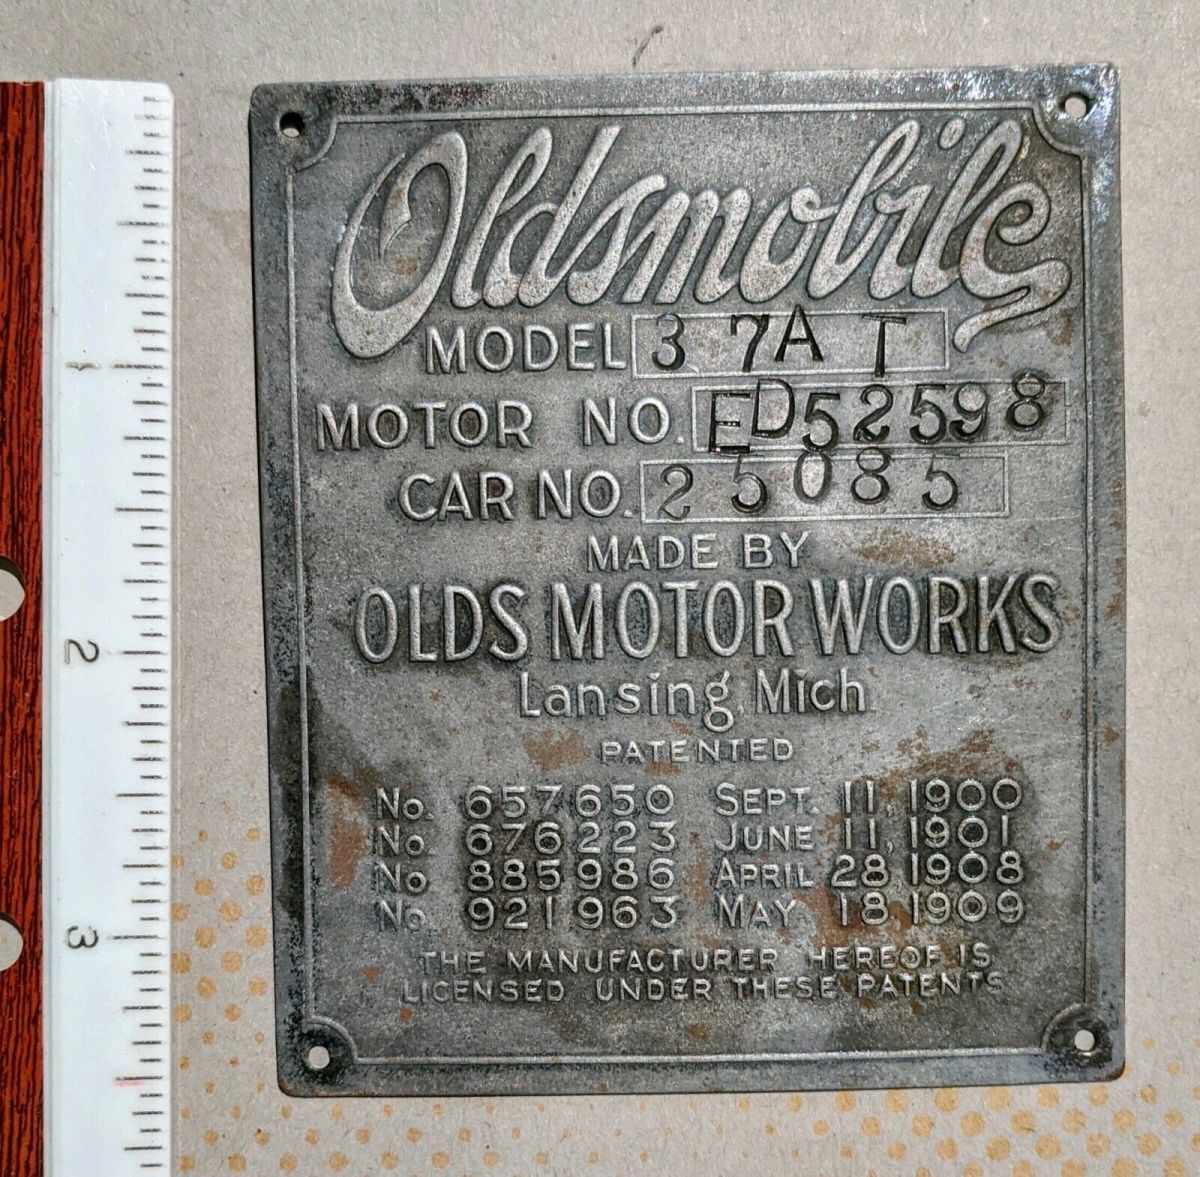 Oldsmobile
MODEL 37A T
MOTOR NO. ED52598
CAR NO. 25085
MADE BY
OLDS MOTOR WORKS
Lansing, Mich
PATENTED
No. 657650 SEPT. 11, 1900
No. 676223 JUNE 11, 1901
No 885986 APRIL 28, 1908
No. 921963 MAY 18, 1909
THE MANUFACTURER HEREOF IS
LICENSED UNDER THESE PATENTS
1
2
3